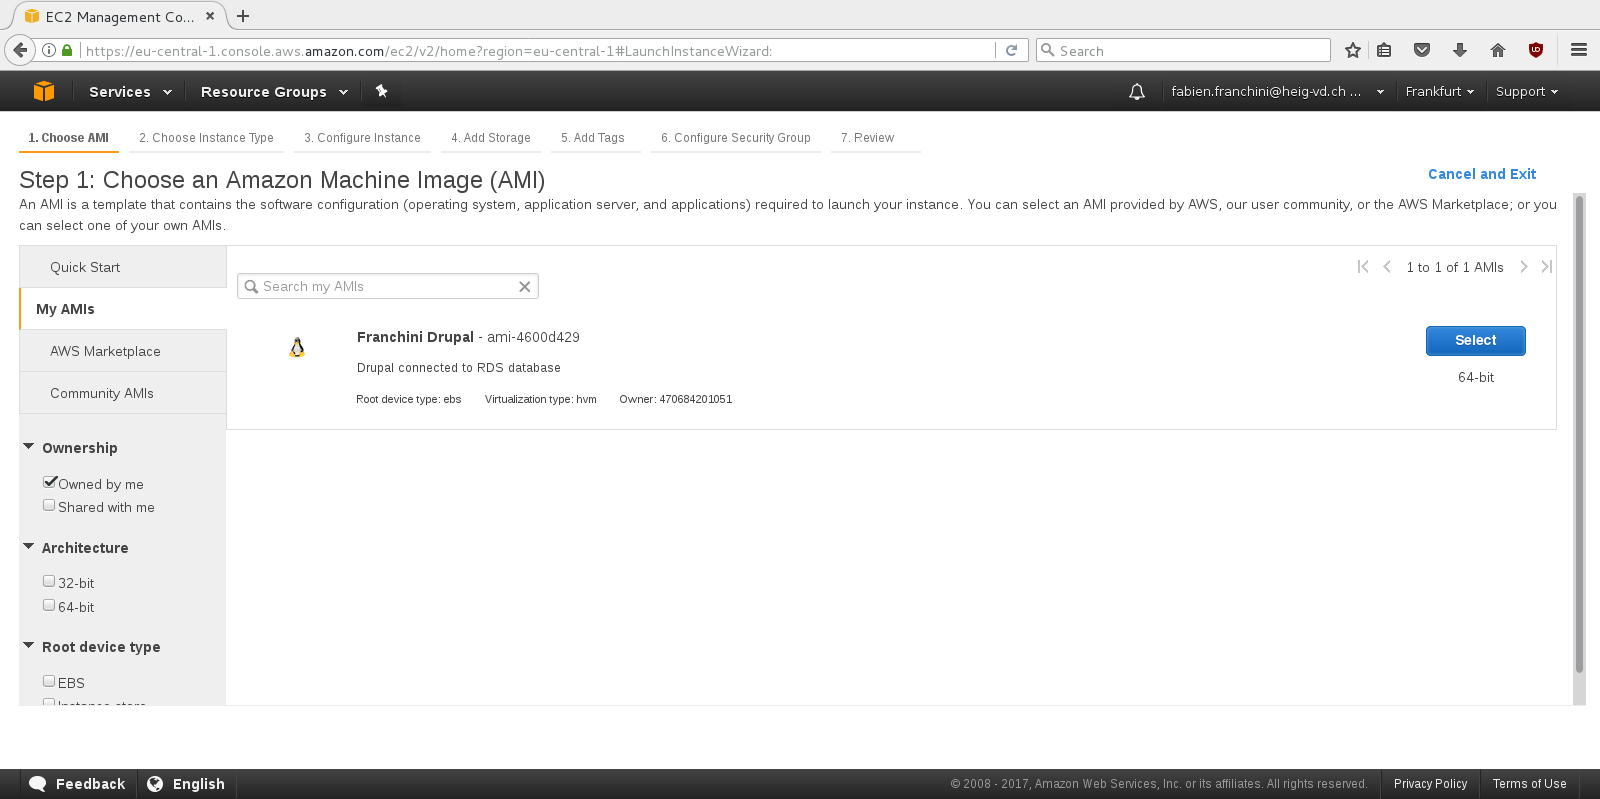 EC2 Management Co...
https://eu-central-1.console.aws.amazon.com/ec2/v2/home?region=eu-central-1#LaunchInstanceWizard:
Search
Services
Resource Groups
fabien.franchini@heig-vd.ch ...
Frankfurt
Support
1. Choose AMI
2. Choose Instance Type
3. Configure Instance
4. Add Storage
5. Add Tags
6. Configure Security Group
7. Review
Step 1: Choose an Amazon Machine Image (AMI)
Cancel and Exit
An AMI is a template that contains the software configuration (operating system, application server, and applications) required to launch your instance. You can select an AMI provided by AWS, our user community, or the AWS Marketplace; or you
can select one of your own AMIs.
Quick Start
My AMIs
AWS Marketplace
Community AMIs
Ownership
Owned by me
Shared with me
Architecture
32-bit
64-bit
Root device type
EBS
Instance store
Search my AMIs
1 to 1 of 1 AMIs
Franchini Drupal - ami-4600d429
Drupal connected to RDS database
Root device type: ebs
Virtualization type: hvm
Owner: 470684201051
Select
64-bit
Feedback
English
© 2008 - 2017, Amazon Web Services, Inc. or its affiliates. All rights reserved.
Privacy Policy
Terms of Use